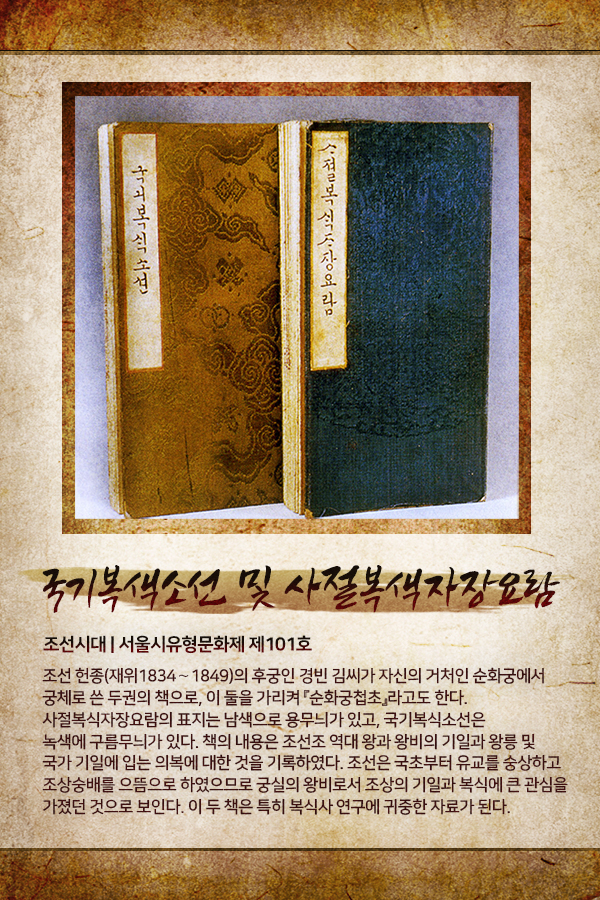 국긔복식소션
ᄉ졀복식ᄌ장요람
국기복색소선 및 사절복색자장요람
조선시대 | 서울시유형문화제 제101호
조선 헌종(재위1834 ~ 1849)의 후궁인 경빈 김씨가 자신의 거처인 순화궁에서
궁체로 쓴 두권의 책으로, 이 둘을 가리켜 『순화궁첩초』라고도 한다.
사절복식자장요람의 표지는 남색으로 용무늬가 있고, 국기복식소선은
녹색에 구름무늬가 있다. 책의 내용은 조선조 역대 왕과 왕비의 기일과 왕릉 및
국가 기일에 입는 의복에 대한 것을 기록하였다. 조선은 국초부터 유교를 숭상하고
조상숭배를 으뜸으로 하였으므로 궁실의 왕비로서 조상의 기일과 복식에 큰 관심을
가졌던 것으로 보인다. 이 두 책은 특히 복식사 연구에 귀중한 자료가 된다.